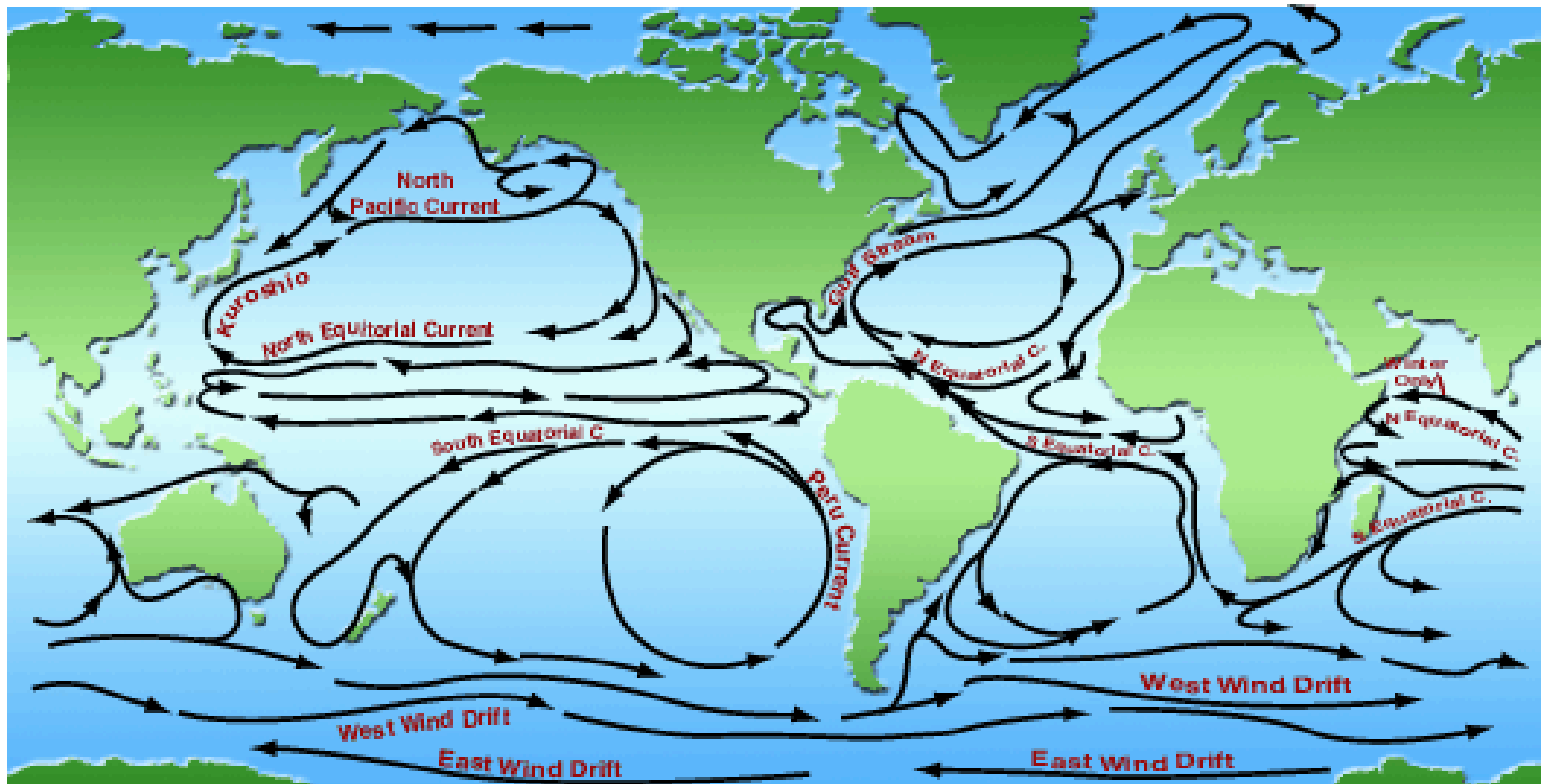 North
Pacific Current
Kuroshio
North Equitorial Current
South Equatorial C
Peru Current
Gulf Stream
N Equatorial C.
S Equatorial C.
Winter
Only
N Equatorial C.
S Equatorial C.
West Wind Drift
West Wind Drift
East Wind Drift
East Wind Drift